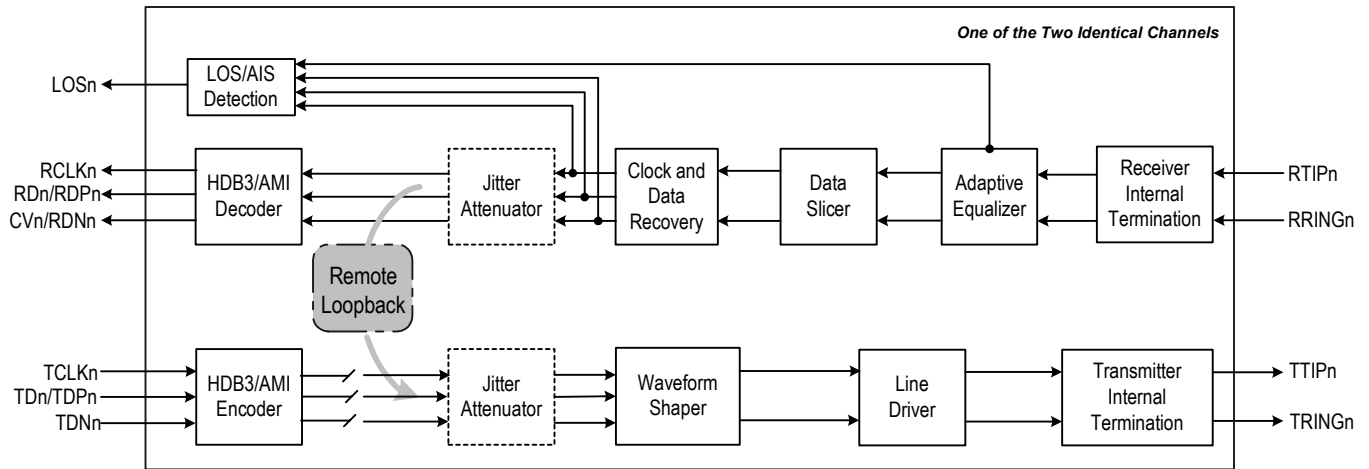 One of the Two Identical Channels
LOSn
LOS/AIS
Detection
RCLKn
RDn/RDPn
CVn/RDNn
HDB3/AMI
Decoder
Jitter
Attenuator
Clock and
Data
Recovery
Data
Slicer
Adaptive
Equalizer
Receiver
Internal
Termination
RTIPn
RRINGn
Remote
Loopback
TCLKn
TDn/TDPn
TDNn
HDB3/AMI
Encoder
Jitter
Attenuator
Waveform
Shaper
Line
Driver
Transmitter
Internal
Termination
TTIPn
TRINGn